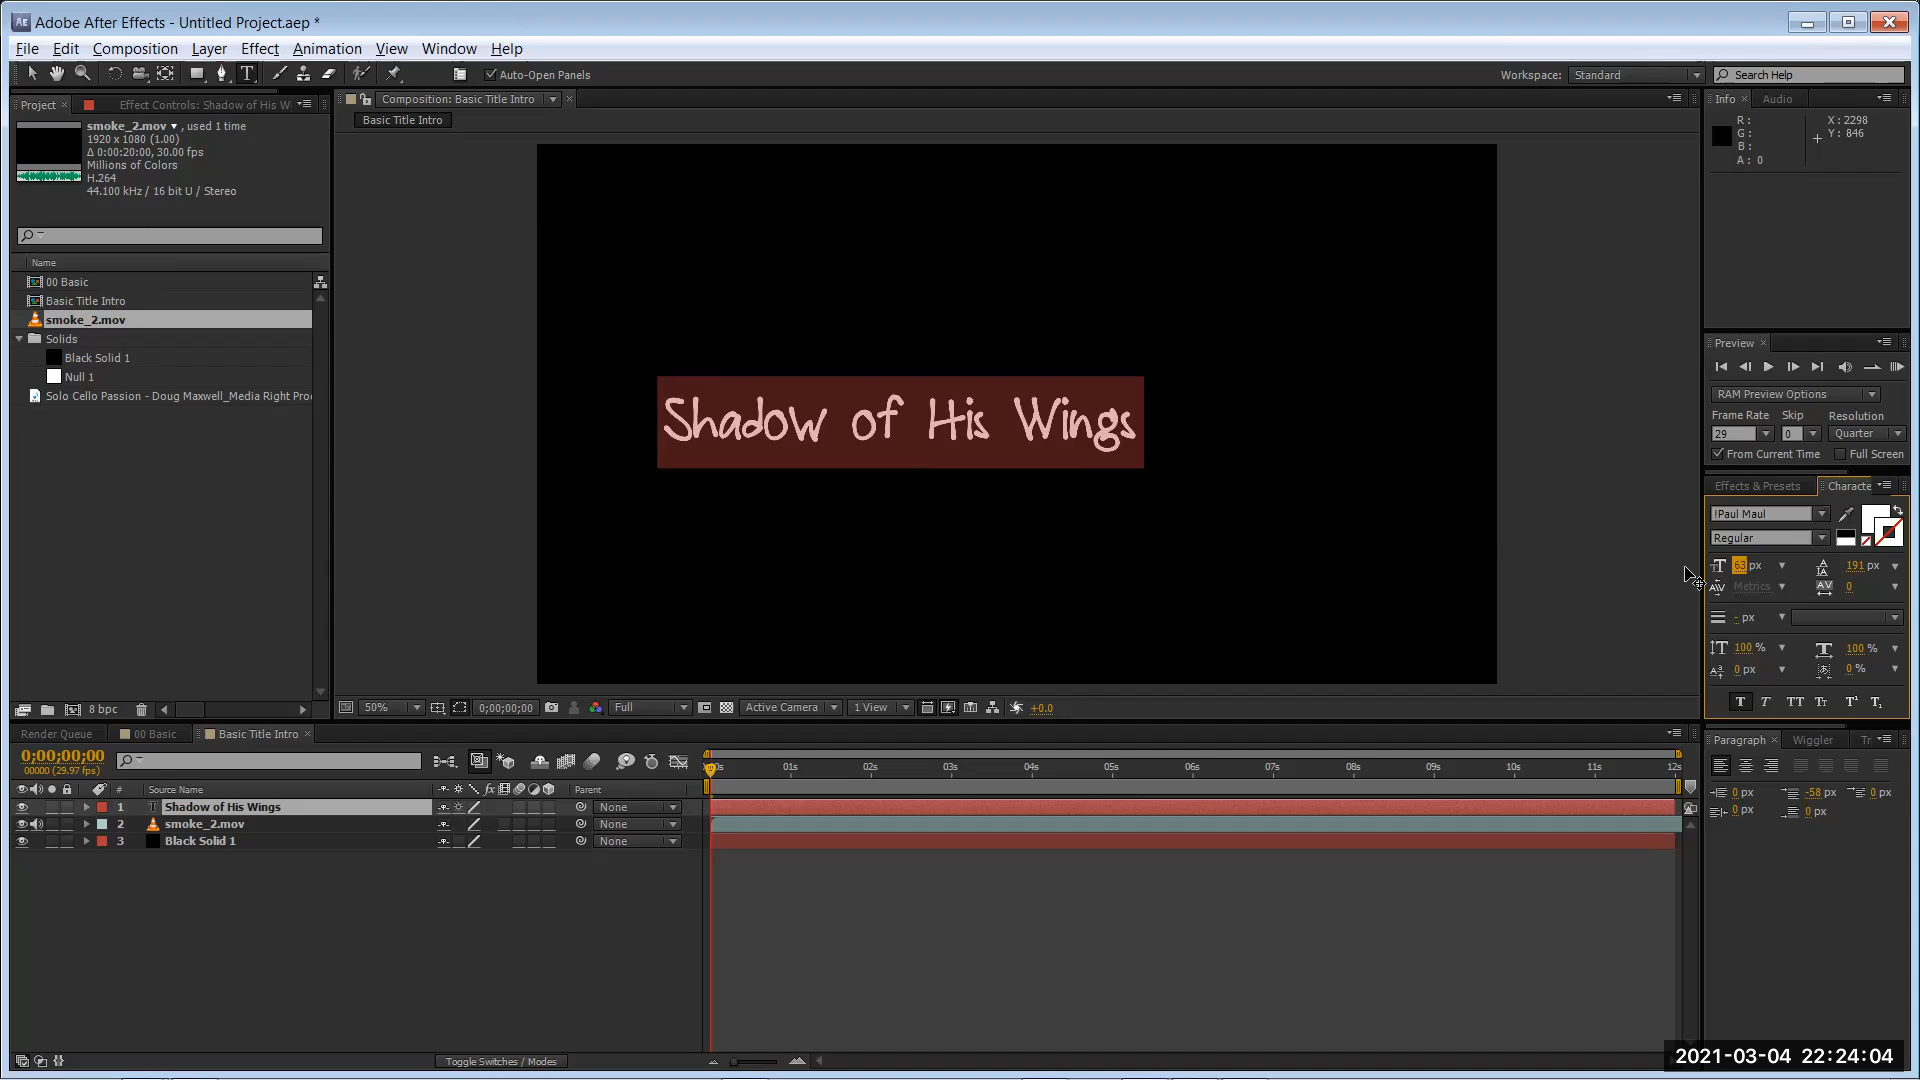 Adobe After Effects - Untitled Project.aep *
File Edit Composition Layer Effect Animation View Window Help
Auto-Open Panels
Workspace: Standard
Search Help
Project
Effect Controls: Shadow of His Wi
Composition: Basic Title Intro
Info Audio
Basic Title Intro
smoke_2.mov , used 1 time
1920 x 1080 (1.00)
Δ 0:00:20:00, 30.00 fps
Millions of Colors
H.264
44.100 kHz / 16 bit U / Stereo
R :
G :
B :
A : 0
X : 2298
Y : 846
Name
00 Basic
Basic Title Intro
smoke_2.mov
Solids
Black Solid 1
Null 1
Solo Cello Passion - Doug Maxwell_Media Right Pro
Shadow of His Wings
Preview
RAM Preview Options
Frame Rate Skip Resolution
29 0 Quarter
From Current Time Full Screen
Effects & Presets Characte
!Paul Maul
Regular
63 px 191 px
Metrics 0
- px
100 % 100 %
0 px 0 %
8 bpc
50% 0;00;00;00 Full Active Camera 1 View +0.0
Render Queue 00 Basic Basic Title Intro
Paragraph Wiggler Tr
0;00;00;00
00000 (29.97 fps)
01s 02s 03s 04s 05s 06s 07s 08s 09s 10s 11s 12s
# Source Name fx Parent
1 T Shadow of His Wings None
2 smoke_2.mov None
3 Black Solid 1 None
0 px -58 px 0 px
0 px 0 px
Toggle Switches / Modes
2021-03-04 22:24:04